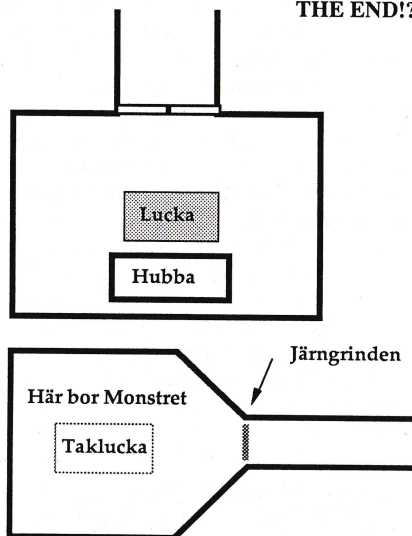 THE END!?
Lucka
Hubba
Järngrinden
Här bor Monstret
Taklucka